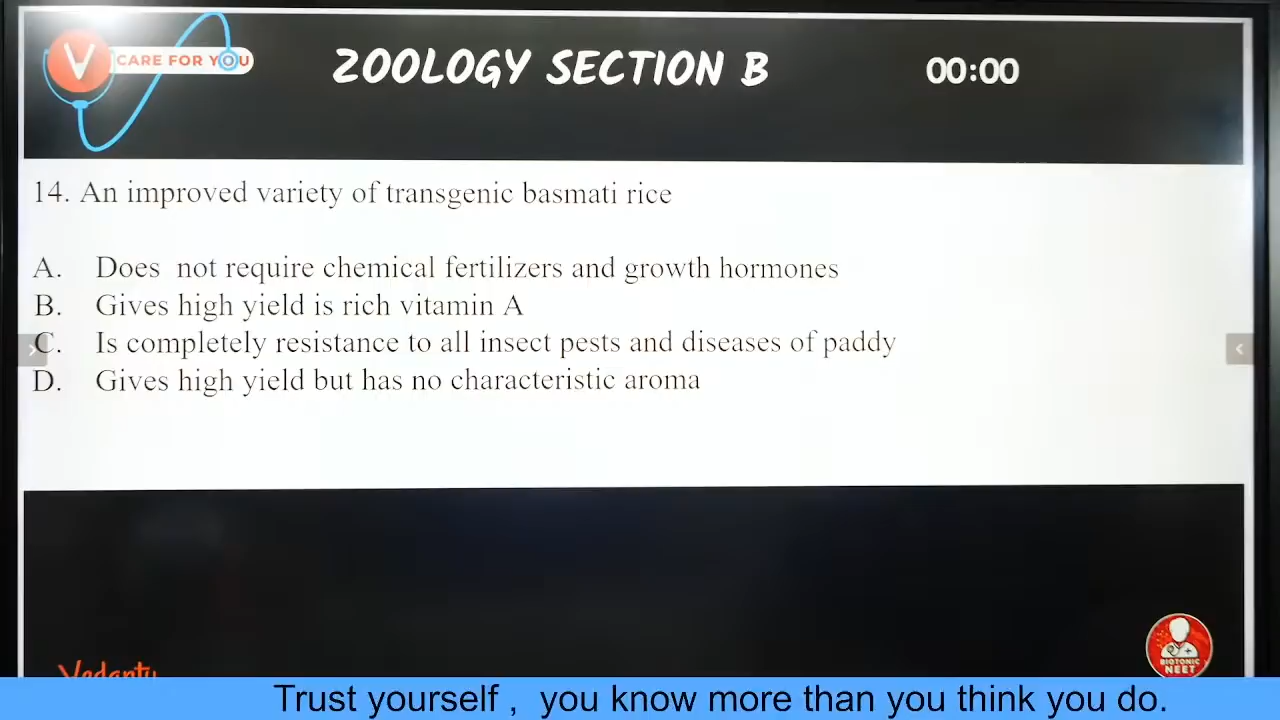 V CARE FOR YOU
ZOOLOGY SECTION B
00:00
14. An improved variety of transgenic basmati rice
A. Does not require chemical fertilizers and growth hormones
B. Gives high yield is rich vitamin A
C. Is completely resistance to all insect pests and diseases of paddy
D. Gives high yield but has no characteristic aroma
BIOTONIC
NEET
Trust yourself , you know more than you think you do.